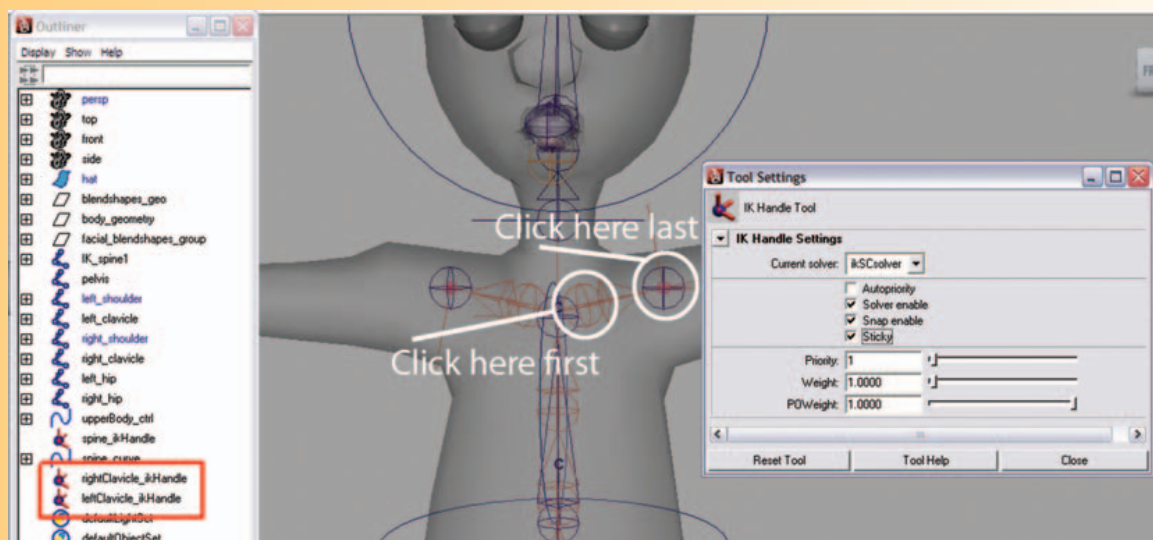 Outliner
Display Show Help
persp
top
front
side
hat
blendshapes_geo
body_geometry
facial_blendshapes_group
IK_spine1
pelvis
left_shoulder
left_clavicle
right_shoulder
right_clavicle
left_hip
right_hip
upperBody_ctrl
spine_ikHandle
spine_curve
rightClavicle_ikHandle
leftClavicle_ikHandle
defaultLightSet
defaultObjectSet
Click here last
Click here first
C
FR
Tool Settings
IK Handle Tool
IK Handle Settings
Current solver: ikSCsolver
Autopriority
Solver enable
Snap enable
Sticky
Priority: 1
Weight: 1.0000
POWeight: 1.0000
Reset Tool Tool Help Close